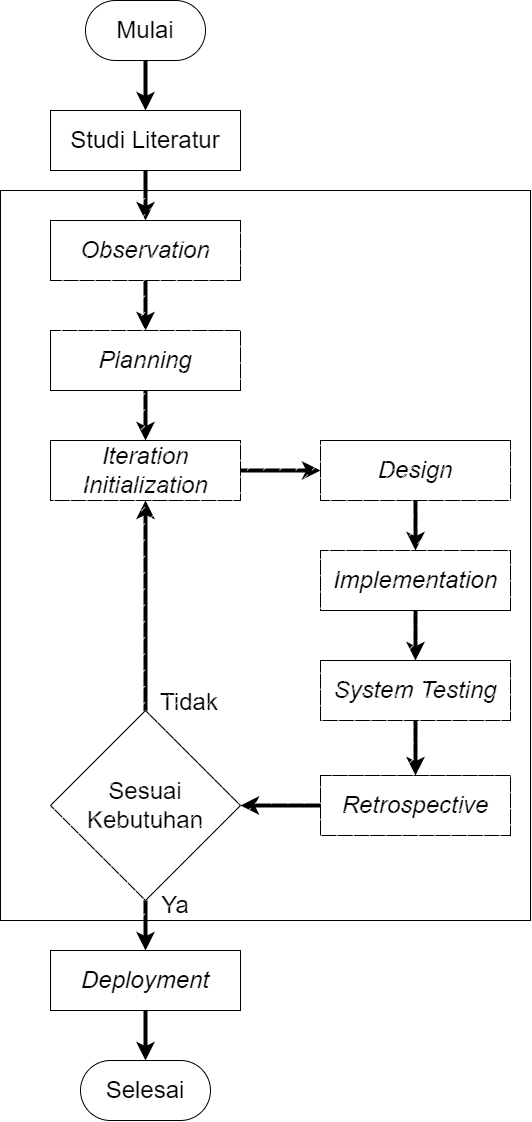 Mulai
Studi Literatur
Observation
Planning
Iteration
Initialization
Design
Implementation
System Testing
Retrospective
Tidak
Sesuai
Kebutuhan
Ya
Deployment
Selesai